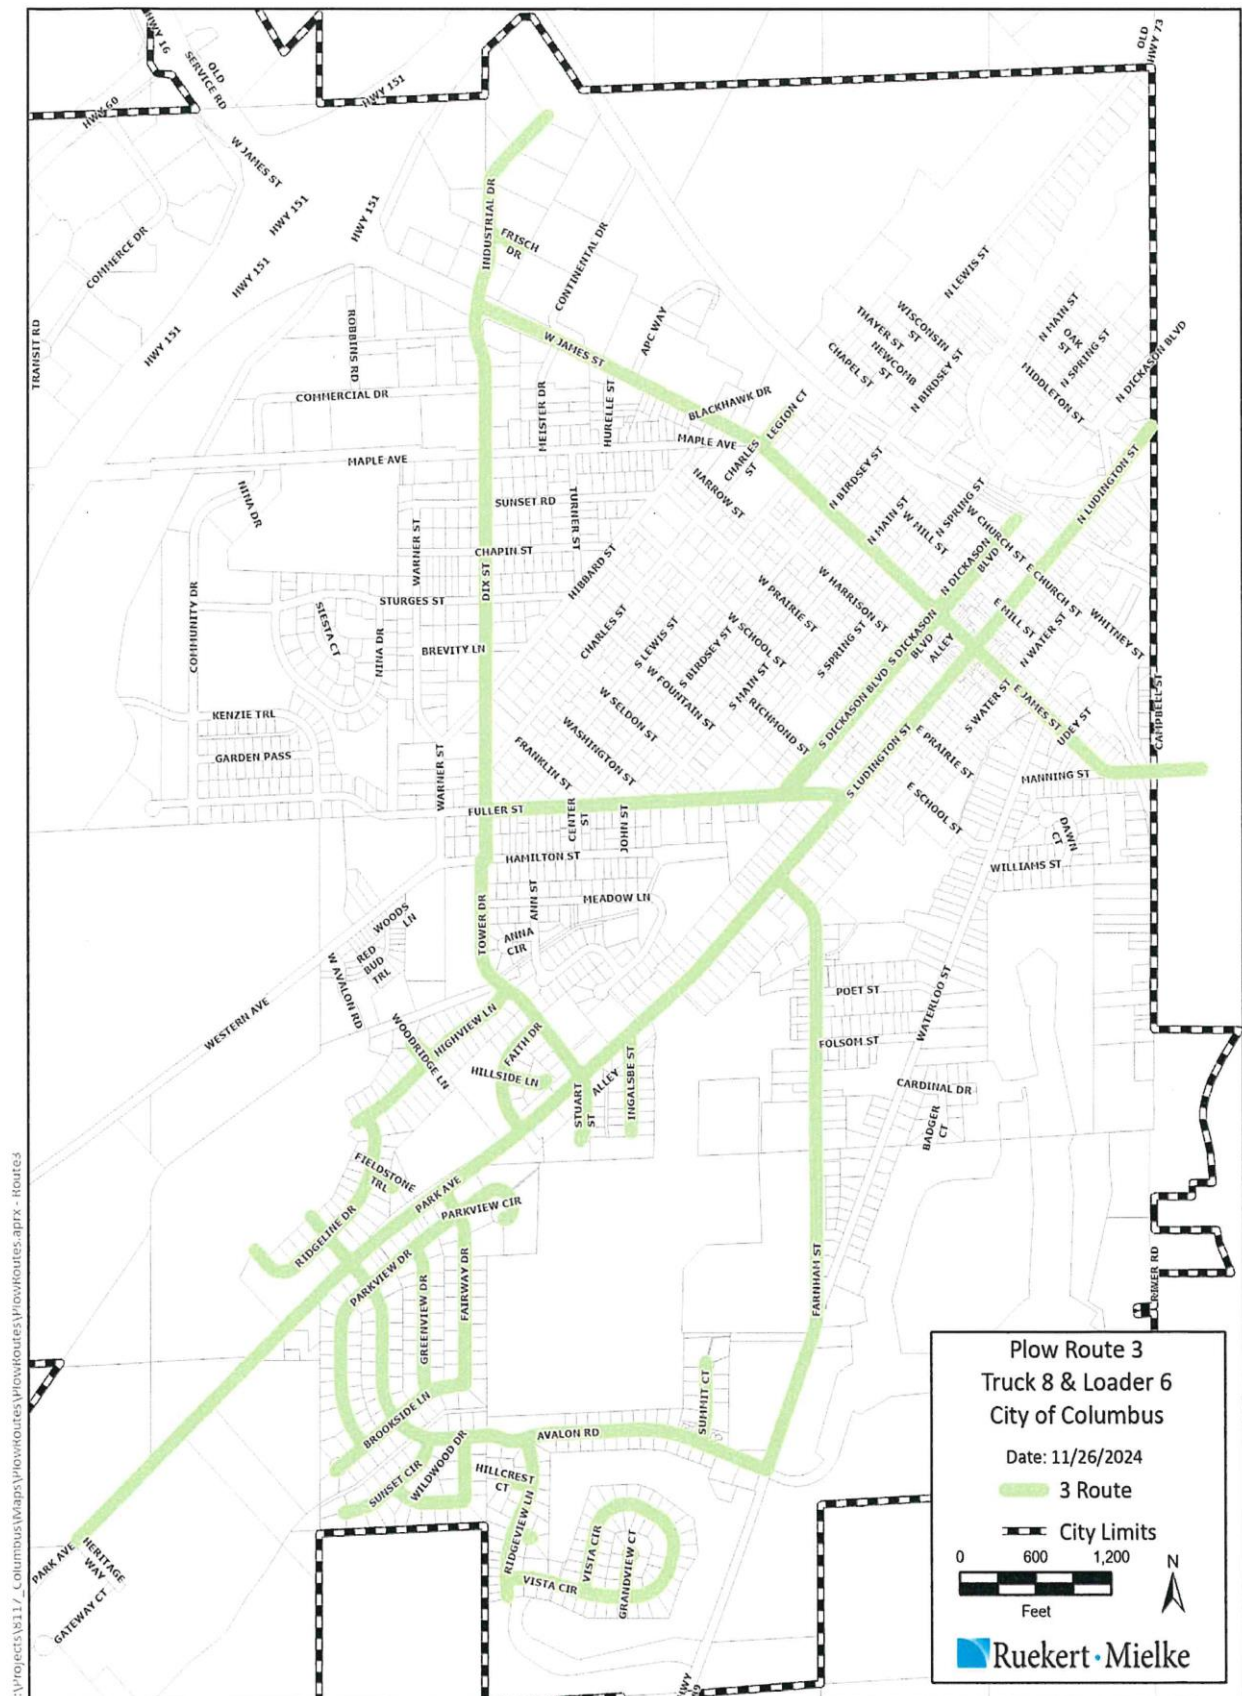 HWY 16
OLD
SERVICE RD
HWY 60
HWY 151
OLD
HWY 73
W JAMES ST
HWY 151
HWY 151
COMMERCE DR
HWY 151
HWY 151
TRANSIT RD
INDUSTRIAL DR
FRISCH
DR
CONTINENTAL DR
APC WAY
N LEWIS ST
ROBBINS RD
W JAMES ST
THAYER ST
WISCONSIN
ST
NEWCOMB
ST
CHAPEL ST
N BIRDSEY ST
N MAIN ST
OAK
ST
N SPRING ST
MIDDLETON ST
N DICKASON BLVD
COMMERCIAL DR
MEISTER DR
HURELLE ST
BLACKHAWK DR
LEGION CT
MAPLE AVE
CHARLES
ST
MAPLE AVE
NINA DR
NARROW ST
N BIRDSEY ST
N LUDINGTON ST
SUNSET RD
TURNER ST
N MAIN ST
W MILL ST
N SPRING ST
W CHURCH ST
WARNER ST
CHAPIN ST
DIX ST
HIBBARD ST
N DICKASON
BLVD
E CHURCH ST
STURGES ST
W PRAIRIE ST
W HARRISON ST
E MILL ST
WHITNEY ST
COMMUNITY DR
SIESTA CT
NINA DR
BREVITY LN
CHARLES ST
S LEWIS ST
S BIRDSEY ST
W SCHOOL ST
S SPRING ST
S DICKASON
BLVD
ALLEY
N WATER ST
KENZIE TRL
W FOUNTAIN ST
S MAIN ST
S DICKASON BLVD
S WATER ST
E JAMES ST
UDEY ST
CAMPBELL ST
GARDEN PASS
W SELDON ST
RICHMOND ST
WASHINGTON ST
FRANKLIN ST
S LUDINGTON ST
E PRAIRIE ST
MANNING ST
WARNER ST
FULLER ST
CENTER
ST
JOHN ST
E SCHOOL ST
DAWN
CT
HAMILTON ST
WILLIAMS ST
WOODS
LN
TOWER DR
ANN ST
MEADOW LN
RED
BUD
TRL
ANNA
CIR
W AVALON RD
WESTERN AVE
POET ST
WATERLOO ST
WOODRIDGE LN
HIGHVIEW LN
FAITH DR
FOLSOM ST
HILLSIDE LN
STUART
ST
ALLEY
INGALSBE ST
CARDINAL DR
BADGER
CT
FIELDSTONE
TRL
PARK AVE
PARKVIEW CIR
RIDGELINE DR
PARKVIEW DR
GREENVIEW DR
FAIRWAY DR
FARNHAM ST
RIVER RD
BROOKSIDE LN
SUMMIT CT
AVALON RD
SUNSET CIR
WILDWOOD DR
HILLCREST
CT
RIDGEVIEW LN
VISTA CIR
GRANDVIEW CT
VISTA CIR
PARK AVE
HERITAGE
WAY
GATEWAY CT
Plow Route 3
Truck 8 & Loader 6
City of Columbus
Date: 11/26/2024
3 Route
City Limits
0 600 1,200
Feet
N
Ruekert·Mielke
:\Projects\8117_Columbus\Maps\PlowRoutes\PlowRoutes\PlowRoutes.aprx - Route3